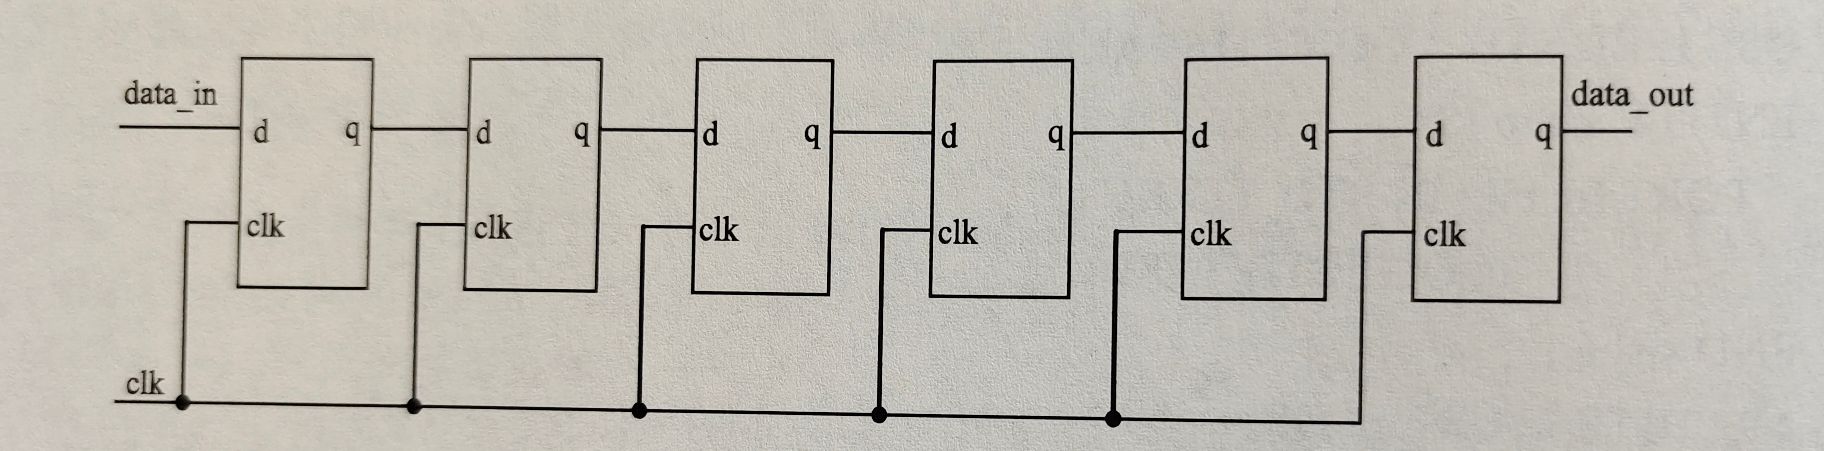 data_in
data_out
d q d q d q d q d q d q
clk clk clk clk clk clk
clk